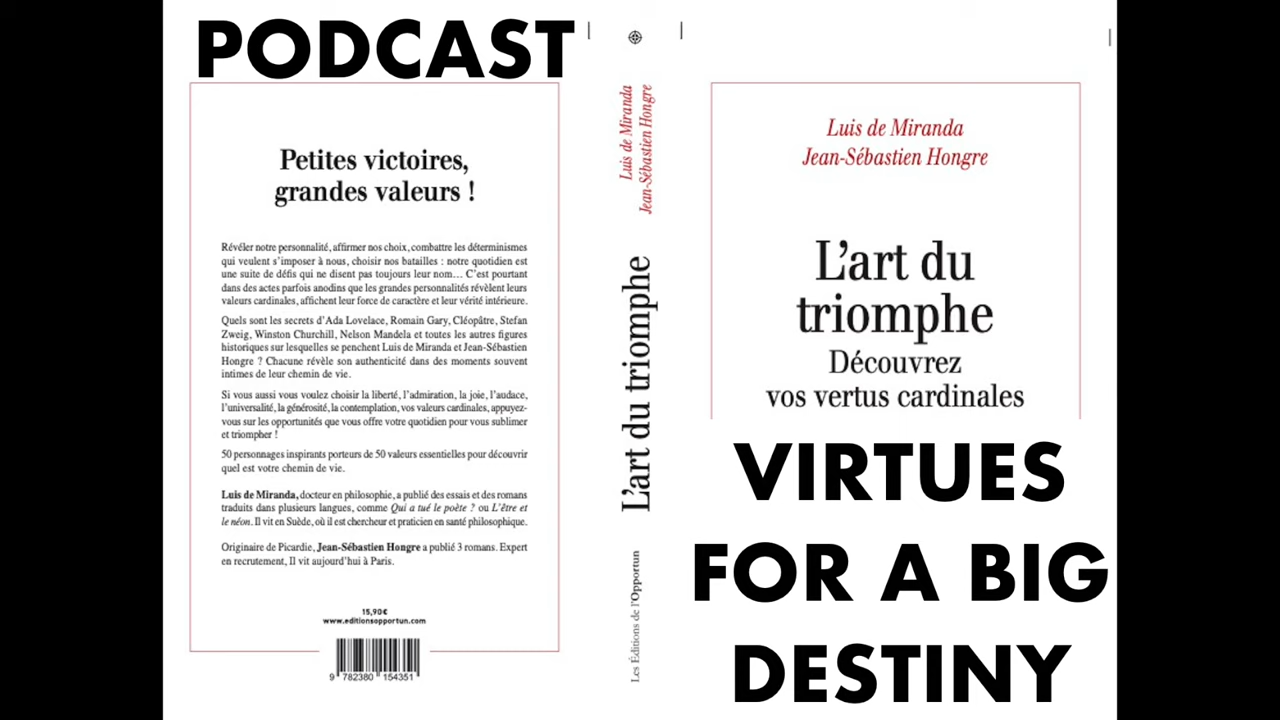 PODCAST
Petites victoires,
grandes valeurs !
Révéler notre personnalité, affirmer nos choix, combattre les déterminismes
qui veulent s’imposer à nous, choisir nos batailles : notre quotidien est
une suite de défis qui ne disent pas toujours leur nom… C’est pourtant
dans des actes parfois anodins que les grandes personnalités révèlent leurs
valeurs cardinales, affichent leur force de caractère et leur vérité intérieure.
Quels sont les secrets d’Ada Lovelace, Romain Gary, Cléopâtre, Stefan
Zweig, Winston Churchill, Nelson Mandela et toutes les autres figures
historiques sur lesquelles se penchent Luis de Miranda et Jean-Sébastien
Hongre ? Chacune révèle son authenticité dans des moments souvent
intimes de leur chemin de vie.
Si vous aussi vous voulez choisir la liberté, l’admiration, la joie, l’audace,
l’universalité, la générosité, la contemplation, vos valeurs cardinales, appuyez-
vous sur les opportunités que vous offre votre quotidien pour vous sublimer
et triompher !
50 personnages inspirants porteurs de 50 valeurs essentielles pour découvrir
quel est votre chemin de vie.
Luis de Miranda, docteur en philosophie, a publié des essais et des romans
traduits dans plusieurs langues, comme Qui a tué le poète ? ou L’être et
le néon. Il vit en Suède, où il est chercheur et praticien en santé philosophique.
Originaire de Picardie, Jean-Sébastien Hongre a publié 3 romans. Expert
en recrutement, Il vit aujourd’hui à Paris.
15,90€
www.editionsopportun.com
9 782380 154351
Luis de Miranda
Jean-Sébastien Hongre
L’art du triomphe
Les Éditions de l’Opportun
Luis de Miranda
Jean-Sébastien Hongre
L’art du
triomphe
Découvrez
vos vertus cardinales
VIRTUES
FOR A BIG
DESTINY